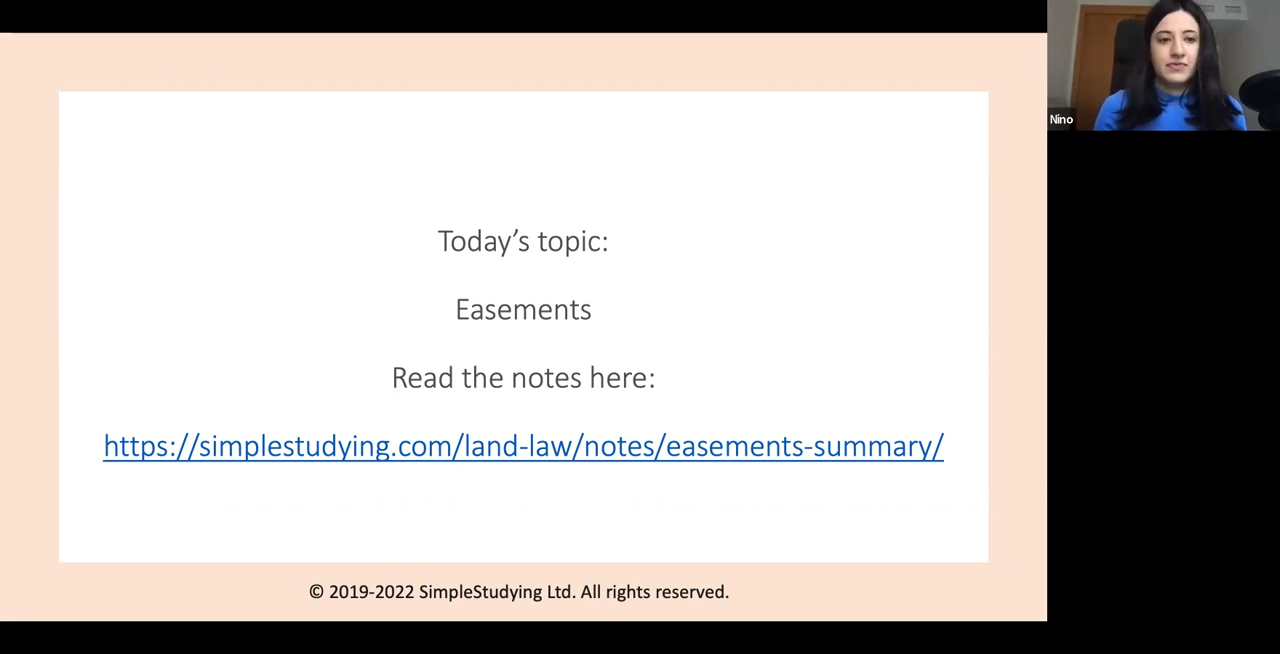 Today’s topic:
Easements
Read the notes here:
https://simplestudying.com/land-law/notes/easements-summary/
© 2019-2022 SimpleStudying Ltd. All rights reserved.
Nino